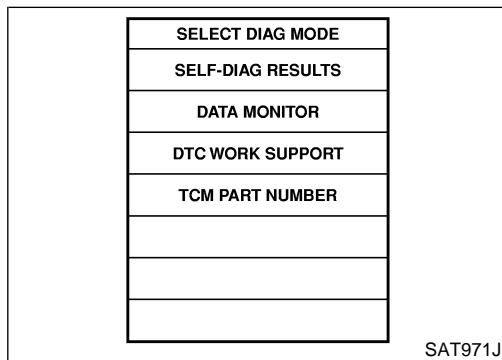 SELECT DIAG MODE
SELF-DIAG RESULTS
DATA MONITOR
DTC WORK SUPPORT
TCM PART NUMBER
SAT971J